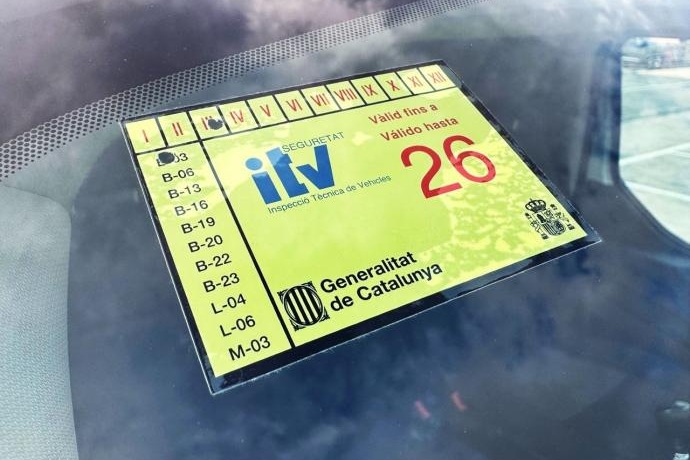 I II IV V VI VII VIII IX X XI XII
03
B-06
B-13
B-16
B-19
B-20
B-22
B-23
L-04
L-06
M-03
SEGURETAT
itv
Inspecció Tècnica de Vehicles
Vàlid fins a
Válido hasta
26
Generalitat
de Catalunya